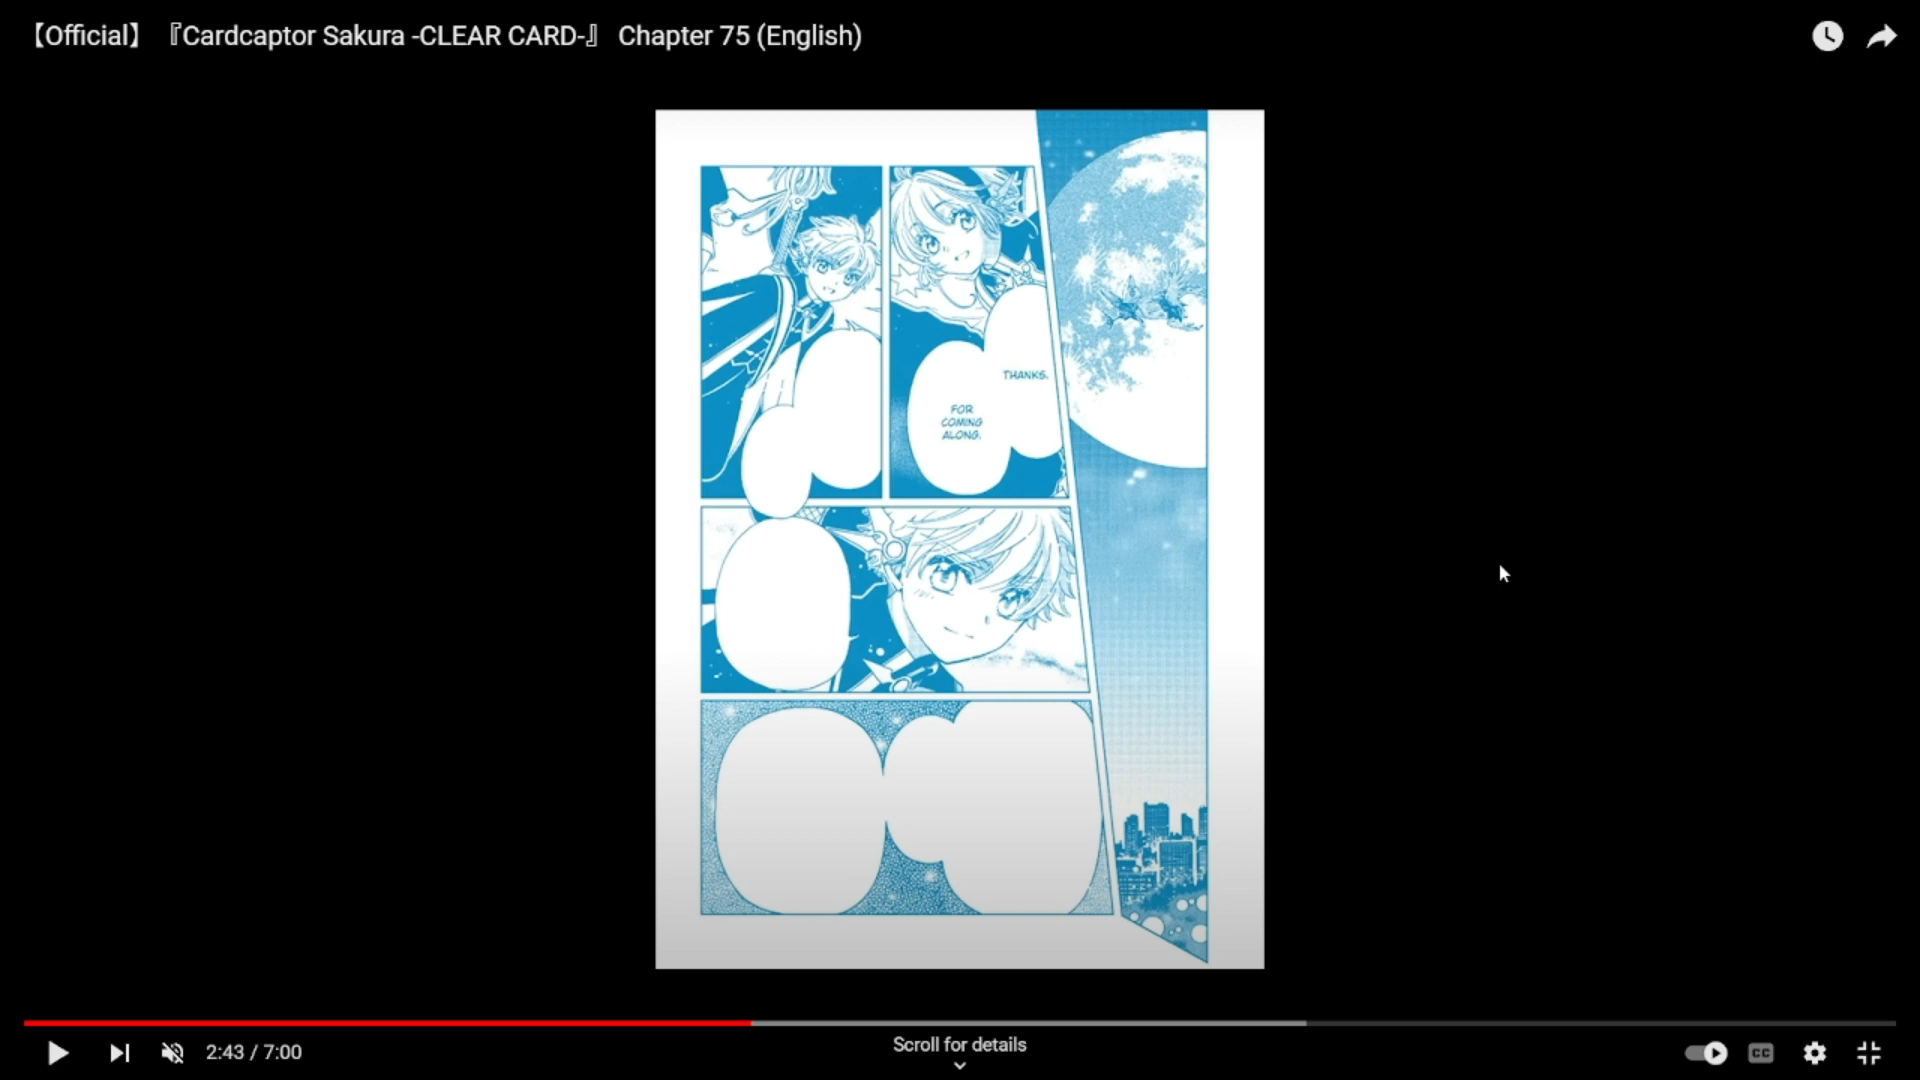 【Official】『Cardcaptor Sakura -CLEAR CARD-』 Chapter 75 (English)
THANKS.
FOR
COMING
ALONG.
Scroll for details
2:43 / 7:00
CC